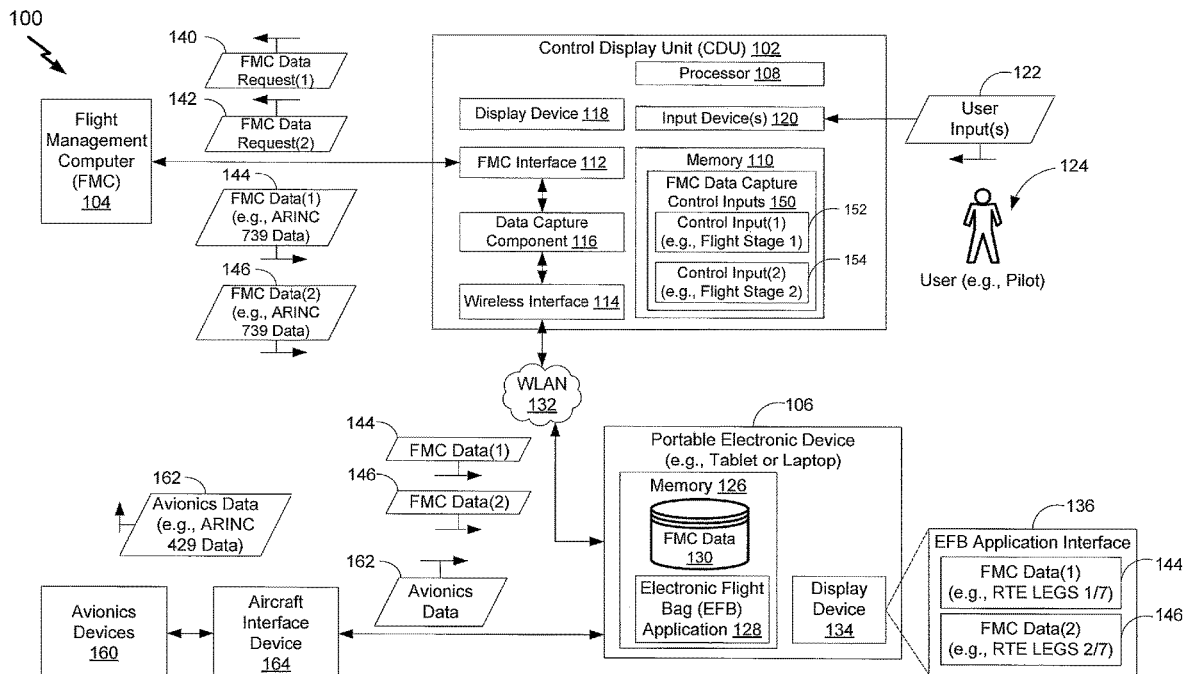 100
140
FMC Data
Request(1)
142
FMC Data
Request(2)
Flight
Management
Computer
(FMC)
104
144
FMC Data(1)
(e.g., ARINC
739 Data)
146
FMC Data(2)
(e.g., ARINC
739 Data)
Control Display Unit (CDU) 102
Processor 108
Display Device 118
Input Device(s) 120
FMC Interface 112
Data Capture
Component 116
Wireless Interface 114
Memory 110
FMC Data Capture
Control Inputs 150
152
Control Input(1)
(e.g., Flight Stage 1)
154
Control Input(2)
(e.g., Flight Stage 2)
122
User
Input(s)
124
User (e.g., Pilot)
WLAN
132
144
FMC Data(1)
146
FMC Data(2)
162
Avionics Data
(e.g., ARINC
429 Data)
162
Avionics
Data
Avionics
Devices
160
Aircraft
Interface
Device
164
106
Portable Electronic Device
(e.g., Tablet or Laptop)
Memory 126
FMC Data
130
Electronic Flight
Bag (EFB)
Application 128
Display
Device
134
136
EFB Application Interface
144
FMC Data(1)
(e.g., RTE LEGS 1/7)
146
FMC Data(2)
(e.g., RTE LEGS 2/7)